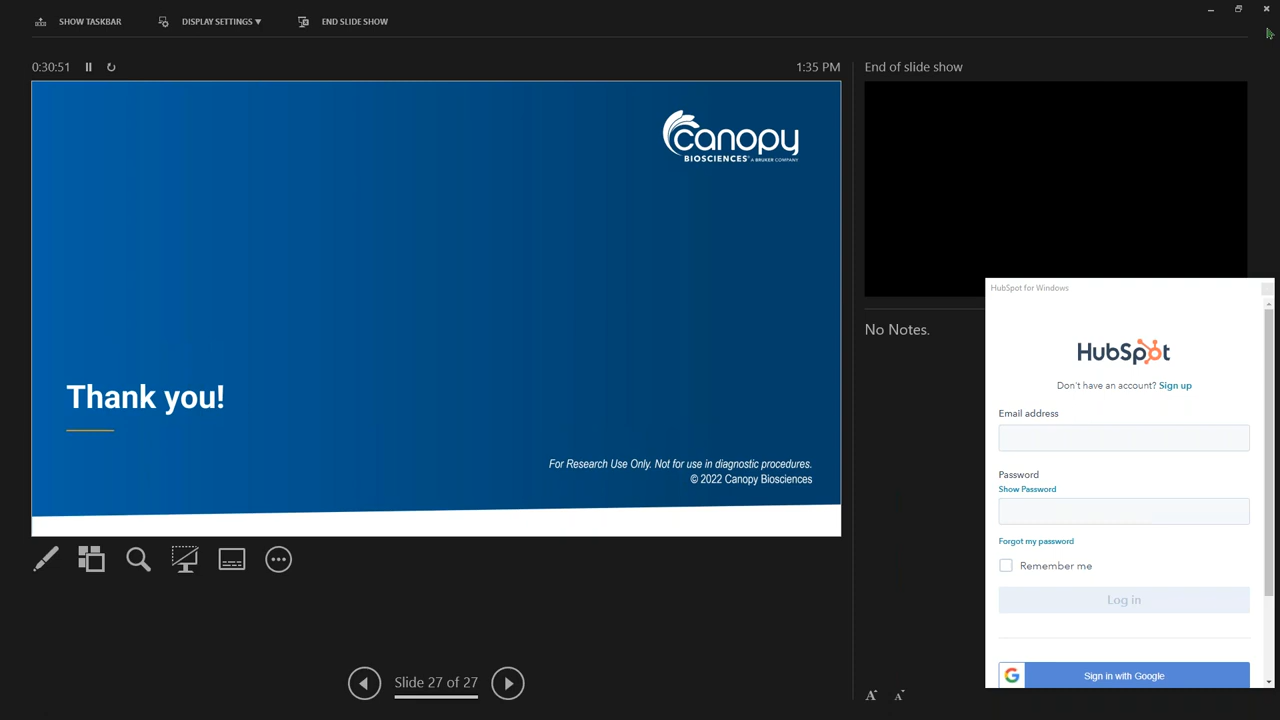 SHOW TASKBAR
DISPLAY SETTINGS ▾
END SLIDE SHOW
0:30:51
1:35 PM
End of slide show
canopy
BIOSCIENCES® A BRUKER COMPANY
Thank you!
For Research Use Only. Not for use in diagnostic procedures.
© 2022 Canopy Biosciences
No Notes.
HubSpot for Windows
HubSpot
Don't have an account? Sign up
Email address
Password
Show Password
Forgot my password
Remember me
Log in
G Sign in with Google
Slide 27 of 27
A A